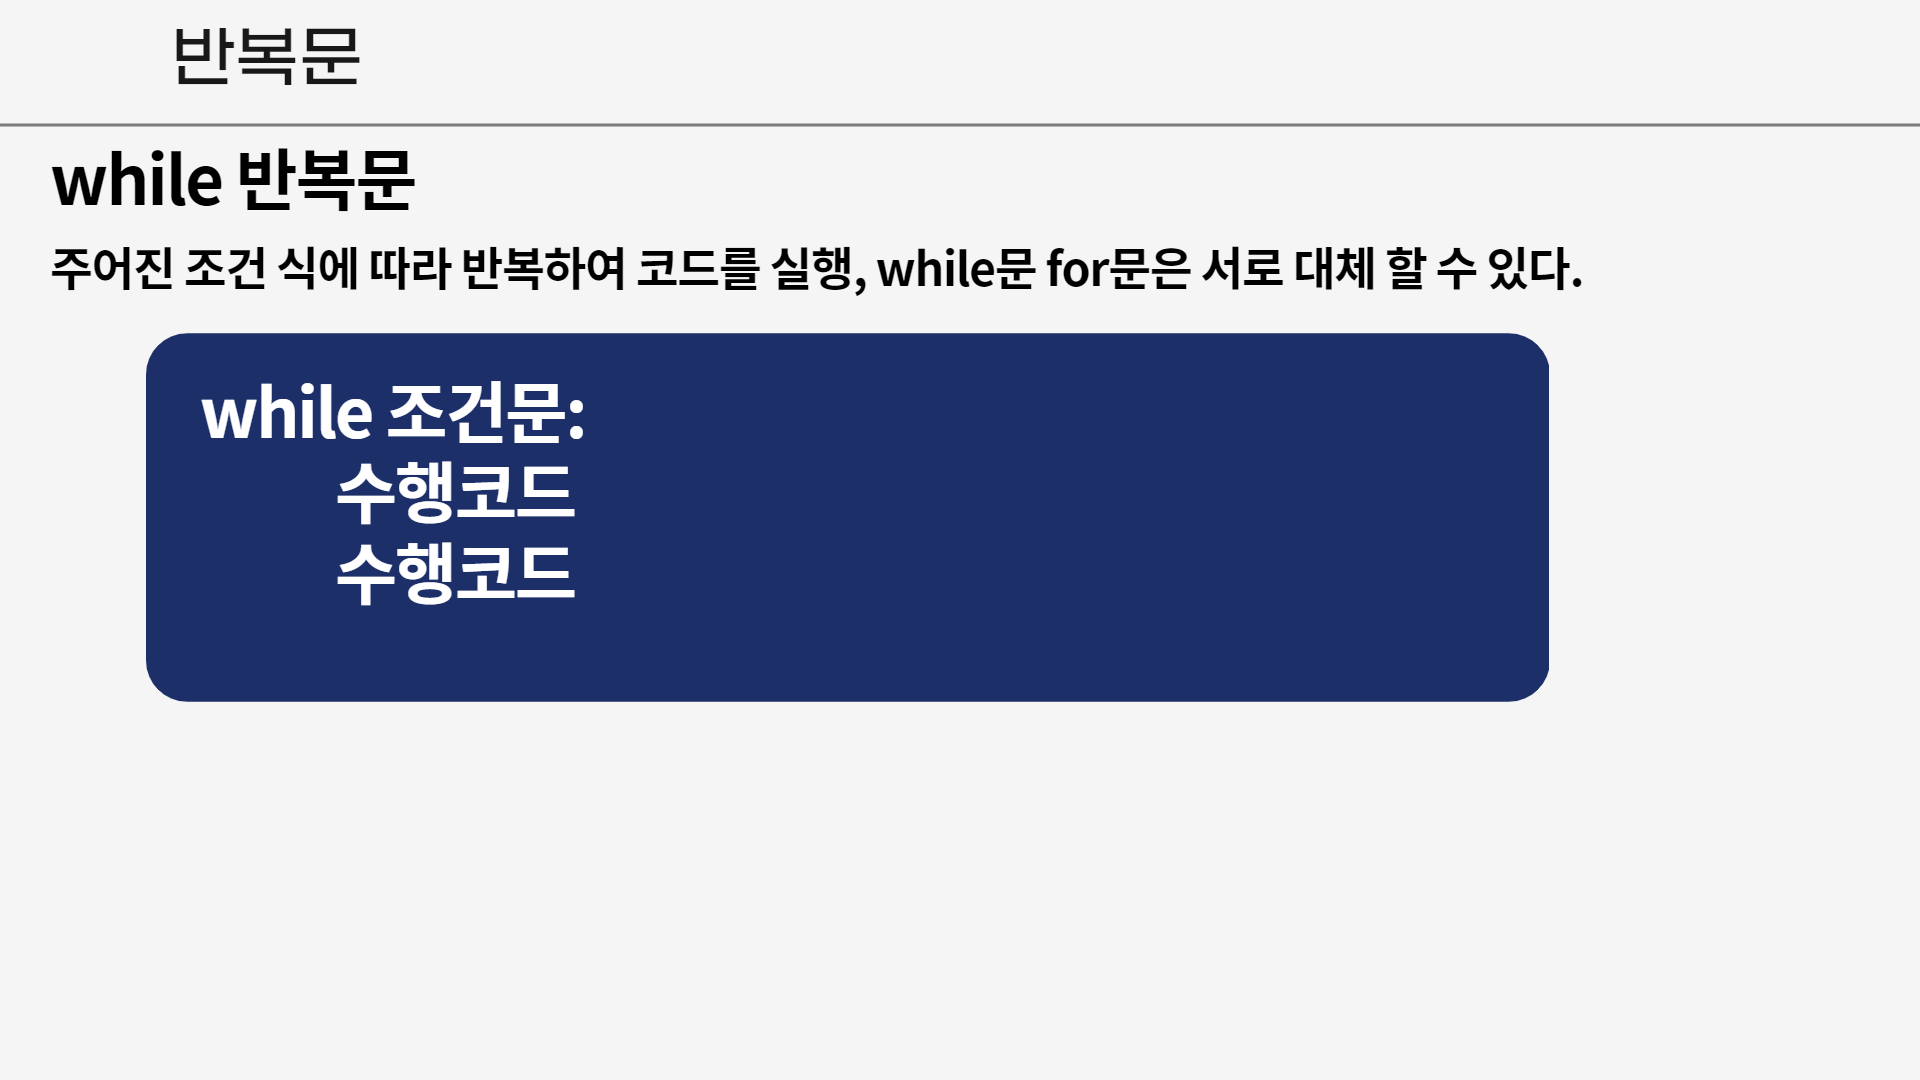 반복문
while 반복문
주어진 조건 식에 따라 반복하여 코드를 실행, while문 for문은 서로 대체 할 수 있다.
while 조건문:
수행코드
수행코드